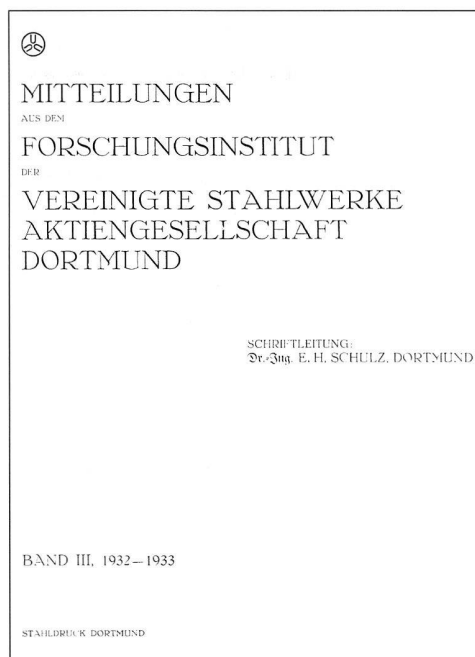 MITTEILUNGEN
AUS DEM
FORSCHUNGSINSTITUT
DER
VEREINIGTE STAHLWERKE
AKTIENGESELLSCHAFT
DORTMUND
SCHRIFTLEITUNG:
Dr.-Ing. E. H. SCHULZ, DORTMUND
BAND III, 1932—1933
STAHLDRUCK DORTMUND